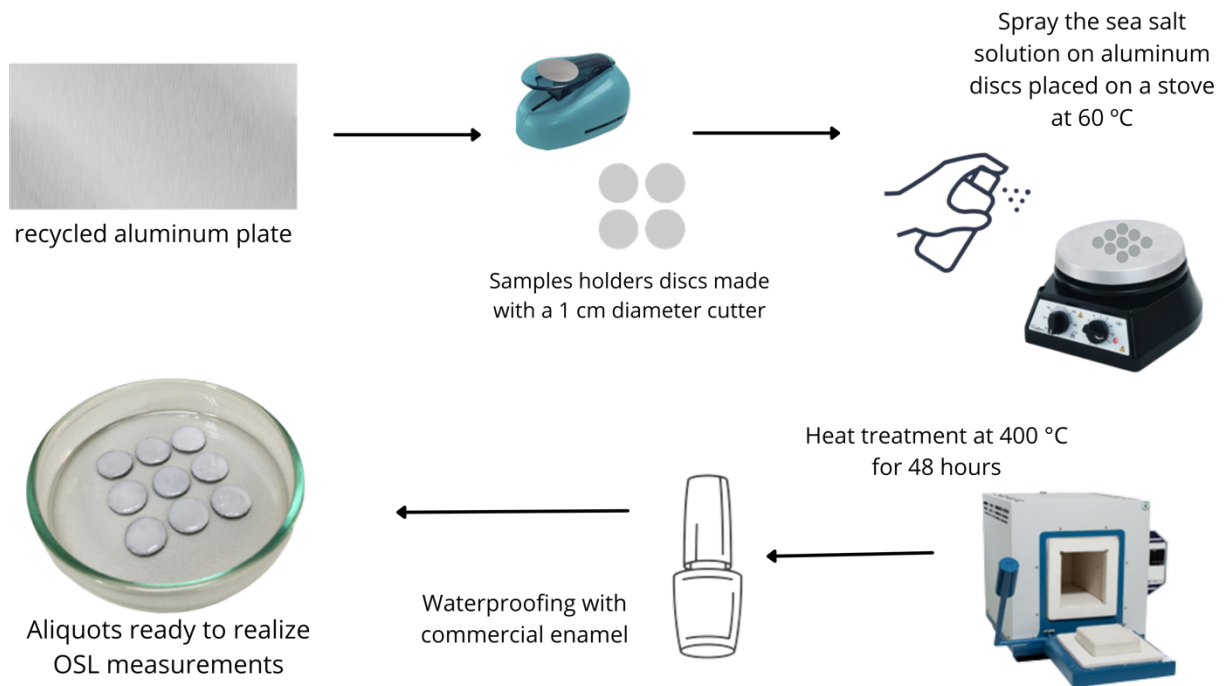 recycled aluminum plate
Samples holders discs made
with a 1 cm diameter cutter
Spray the sea salt
solution on aluminum
discs placed on a stove
at 60 ºC
Heat treatment at 400 °C
for 48 hours
Waterproofing with
commercial enamel
Aliquots ready to realize
OSL measurements